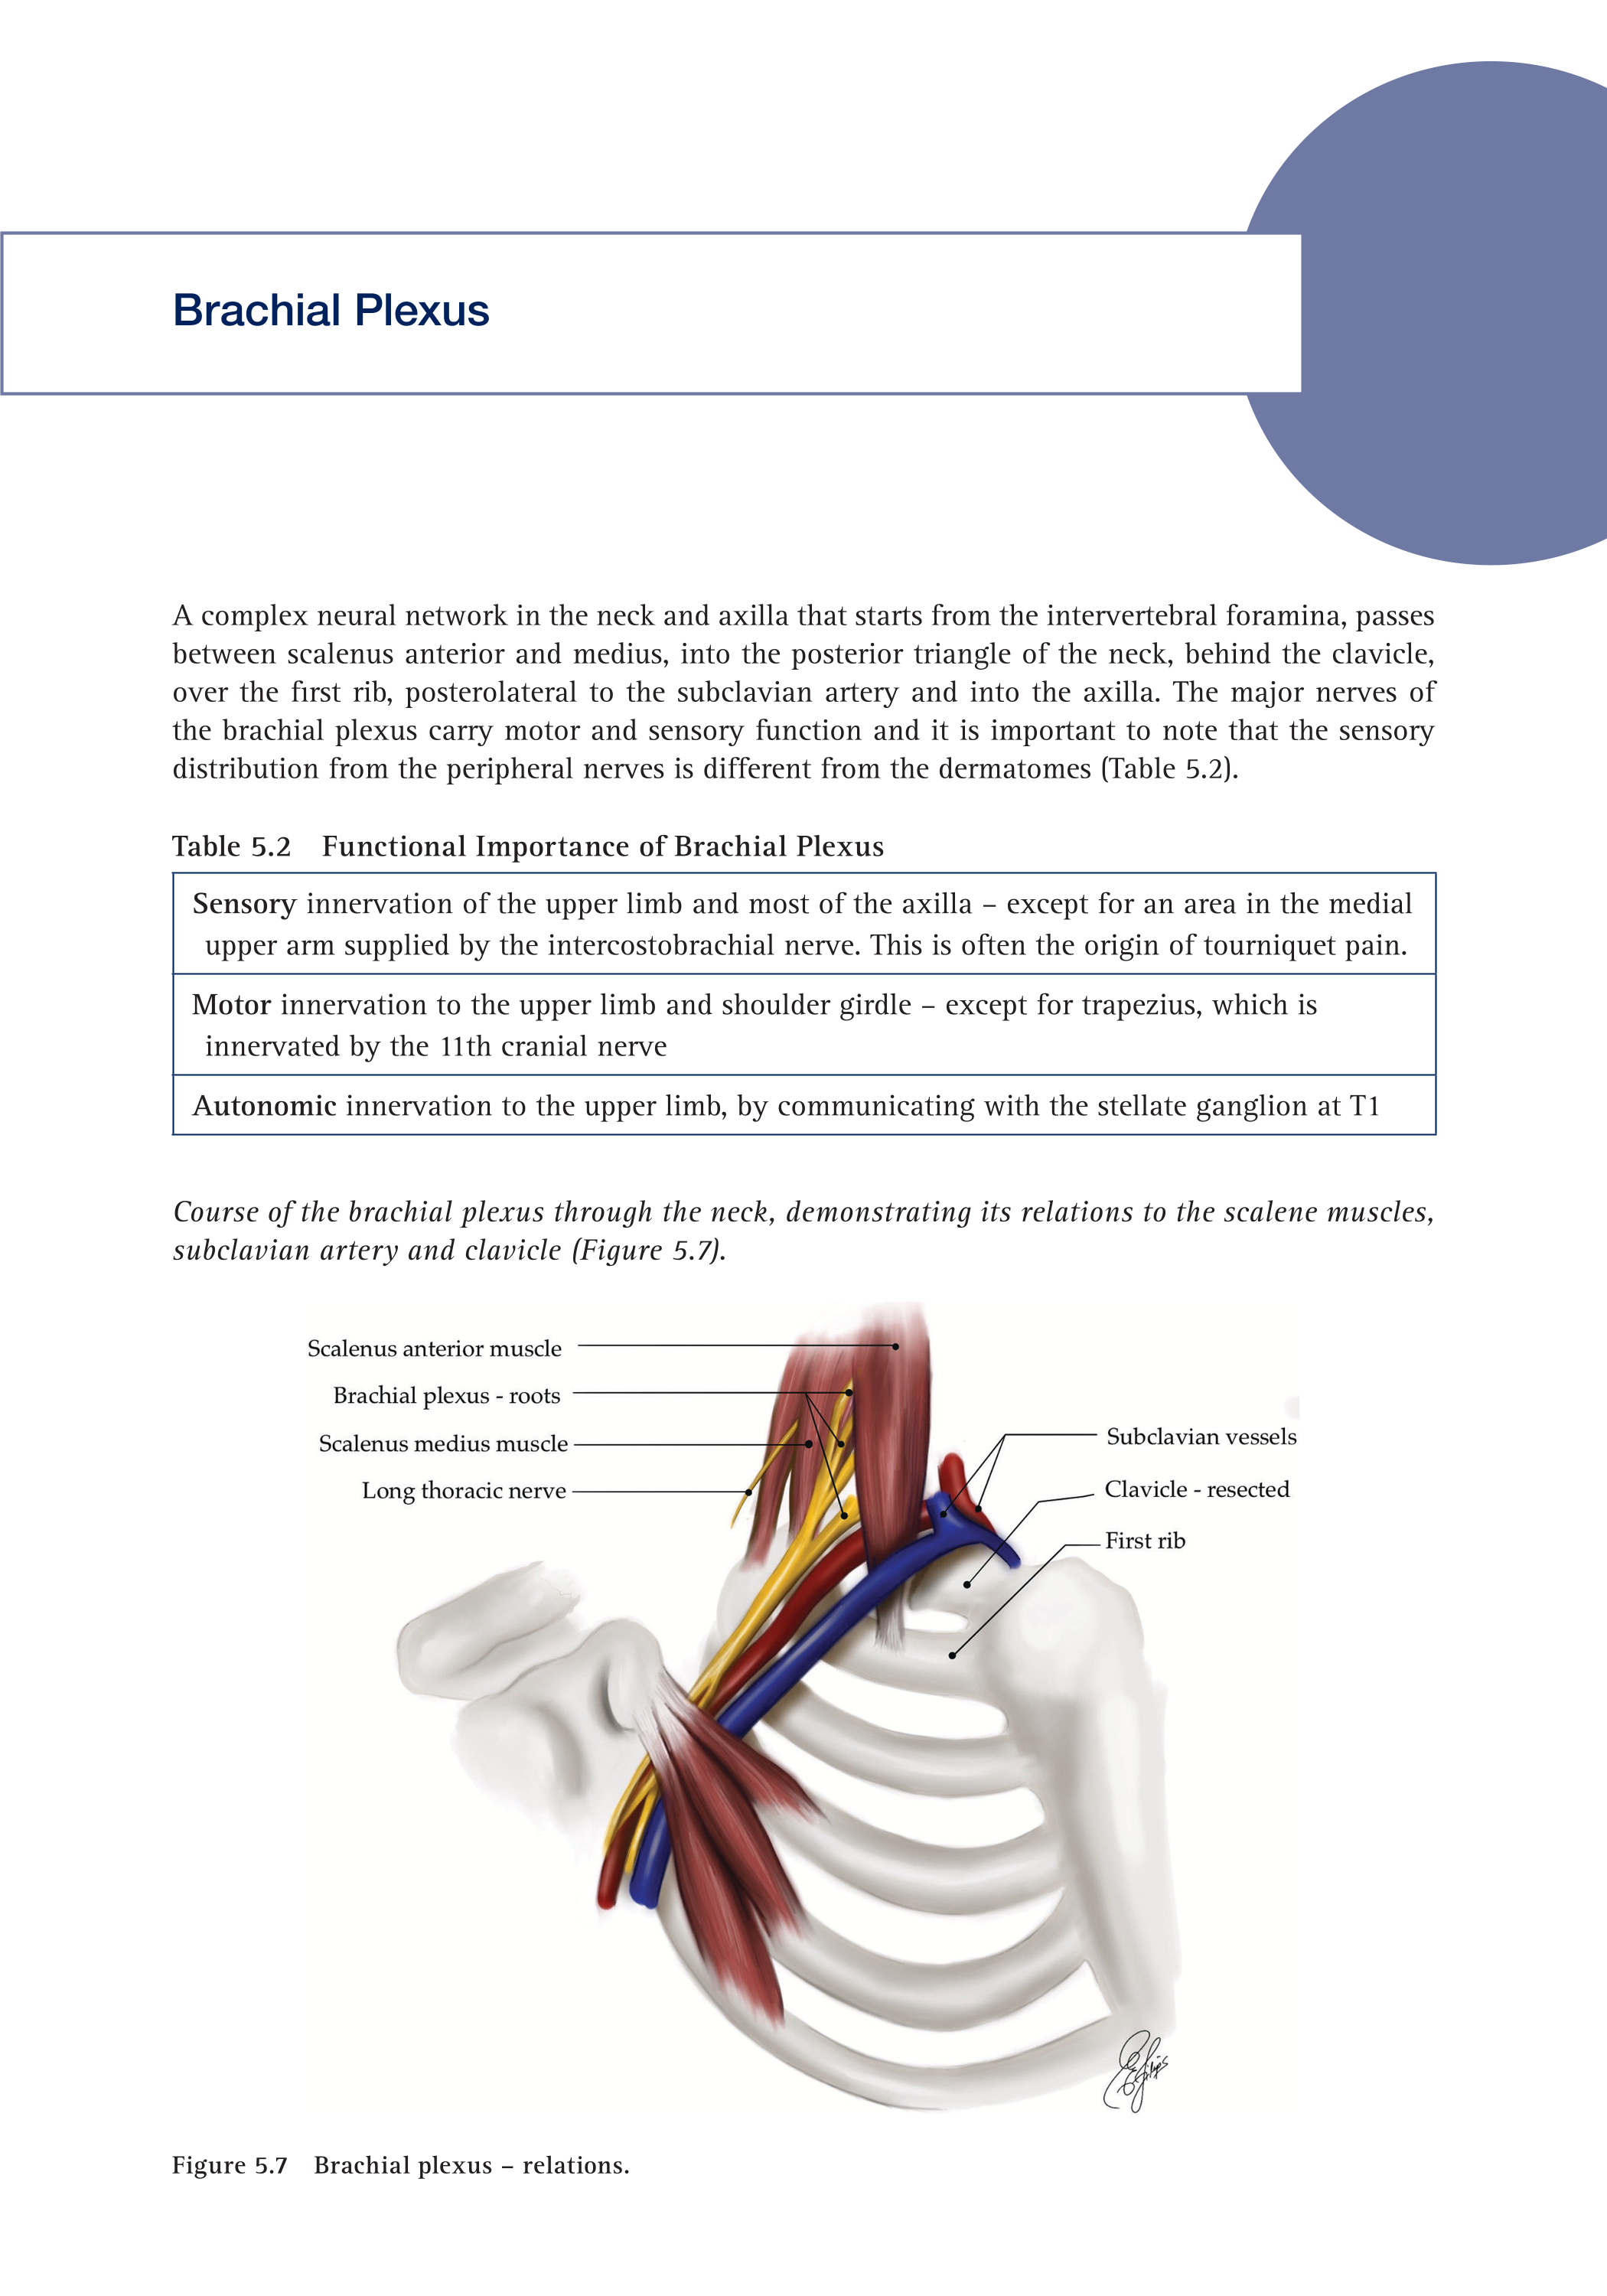 Brachial Plexus
A complex neural network in the neck and axilla that starts from the intervertebral foramina, passes
between scalenus anterior and medius, into the posterior triangle of the neck, behind the clavicle,
over the first rib, posterolateral to the subclavian artery and into the axilla. The major nerves of
the brachial plexus carry motor and sensory function and it is important to note that the sensory
distribution from the peripheral nerves is different from the dermatomes (Table 5.2).
Table 5.2 Functional Importance of Brachial Plexus
Sensory innervation of the upper limb and most of the axilla – except for an area in the medial
upper arm supplied by the intercostobrachial nerve. This is often the origin of tourniquet pain.
Motor innervation to the upper limb and shoulder girdle – except for trapezius, which is
innervated by the 11th cranial nerve
Autonomic innervation to the upper limb, by communicating with the stellate ganglion at T1
Course of the brachial plexus through the neck, demonstrating its relations to the scalene muscles,
subclavian artery and clavicle (Figure 5.7).
Scalenus anterior muscle
Brachial plexus - roots
Scalenus medius muscle
Long thoracic nerve
Subclavian vessels
Clavicle - resected
First rib
Figure 5.7 Brachial plexus – relations.